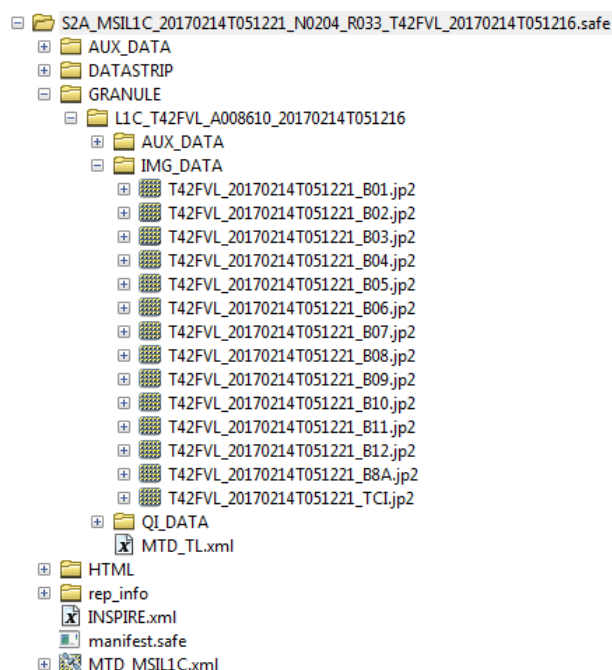 S2A_MSIL1C_20170214T051221_N0204_R033_T42FVL_20170214T051216.safe
AUX_DATA
DATASTRIP
GRANULE
L1C_T42FVL_A008610_20170214T051216
AUX_DATA
IMG_DATA
T42FVL_20170214T051221_B01.jp2
T42FVL_20170214T051221_B02.jp2
T42FVL_20170214T051221_B03.jp2
T42FVL_20170214T051221_B04.jp2
T42FVL_20170214T051221_B05.jp2
T42FVL_20170214T051221_B06.jp2
T42FVL_20170214T051221_B07.jp2
T42FVL_20170214T051221_B08.jp2
T42FVL_20170214T051221_B09.jp2
T42FVL_20170214T051221_B10.jp2
T42FVL_20170214T051221_B11.jp2
T42FVL_20170214T051221_B12.jp2
T42FVL_20170214T051221_B8A.jp2
T42FVL_20170214T051221_TCI.jp2
QI_DATA
MTD_TL.xml
HTML
rep_info
INSPIRE.xml
manifest.safe
MTD_MSIL1C.xml